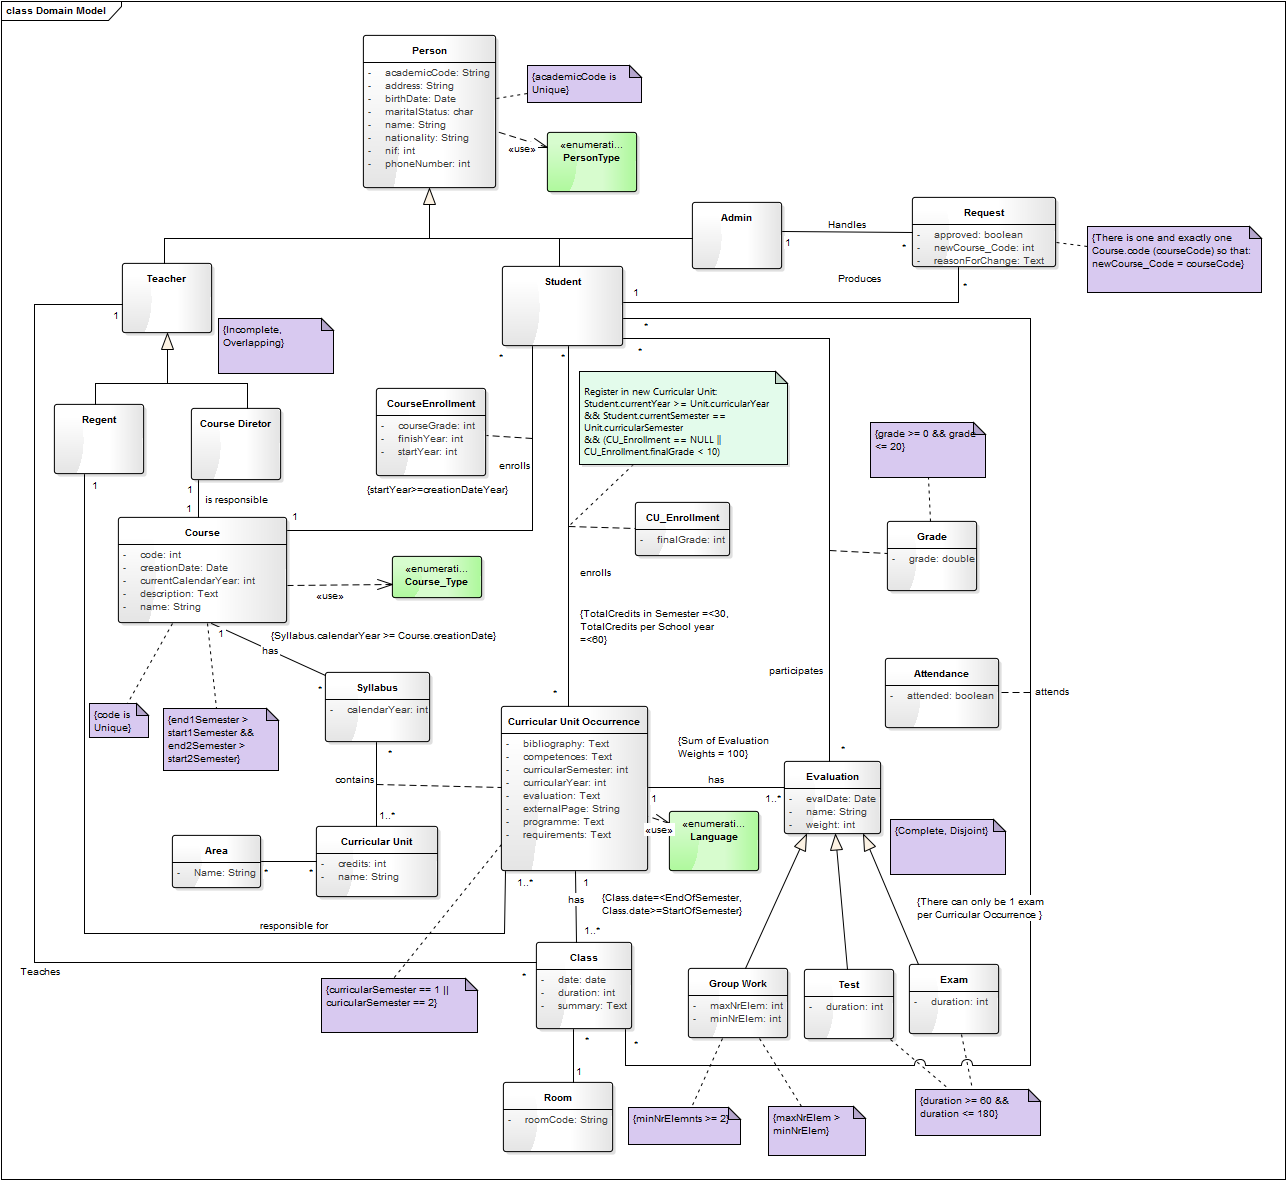 class Domain Model
Person
- academicCode: String
- address: String
- birthDate: Date
- maritalStatus: char
- name: String
- nationality: String
- nif: int
- phoneNumber: int
{academicCode is
Unique}
«use»
«enumerati...
PersonType
Admin
Handles
1
*
Request
- approved: boolean
- newCourse_Code: int
- reasonForChange: Text
{There is one and exactly one
Course.code (courseCode) so that:
newCourse_Code = courseCode}
Produces
1
*
Teacher
1
{Incomplete,
Overlapping}
Student
*
*
*
*
Regent
1
Course Diretor
1
is responsible
1
CourseEnrollment
- courseGrade: int
- finishYear: int
- startYear: int
enrolls
{startYear>=creationDateYear}
1
Register in new Curricular Unit:
Student.currentYear >= Unit.curricularYear
&& Student.currentSemester ==
Unit.curricularSemester
&& (CU_Enrollment == NULL ||
CU_Enrollment.finalGrade < 10)
{grade >= 0 && grade
<= 20}
CU_Enrollment
- finalGrade: int
enrolls
Grade
- grade: double
Course
- code: int
- creationDate: Date
- currentCalendarYear: int
- description: Text
- name: String
«use»
«enumerati...
Course_Type
{TotalCredits in Semester =<30,
TotalCredits per School year
=<60}
1
has
{Syllabus.calendarYear >= Course.creationDate}
*
Syllabus
- calendarYear: int
*
participates
Attendance
- attended: boolean
attends
{code is
Unique}
{end1Semester >
start1Semester &&
end2Semester >
start2Semester}
contains
1..*
*
Curricular Unit Occurrence
- bibliography: Text
- competences: Text
- curricularSemester: int
- curricularYear: int
- evaluation: Text
- externalPage: String
- programme: Text
- requirements: Text
{Sum of Evaluation
Weights = 100}
has
1
1..*
*
Evaluation
- evalDate: Date
- name: String
- weight: int
«use»
«enumerati...
Language
{Complete, Disjoint}
Area
- Name: String
*
*
Curricular Unit
- credits: int
- name: String
1..*
1
has
{Class.date=<EndOfSemester,
Class.date>=StartOfSemester}
1..*
{There can only be 1 exam
per Curricular Occurrence }
responsible for
Teaches
*
Class
- date: date
- duration: int
- summary: Text
*
*
{curricularSemester == 1 ||
curicularSemester == 2}
Group Work
- maxNrElem: int
- minNrElem: int
Test
- duration: int
Exam
- duration: int
1
Room
- roomCode: String
{minNrElemnts >= 2}
{maxNrElem >
minNrElem}
{duration >= 60 &&
duration <= 180}